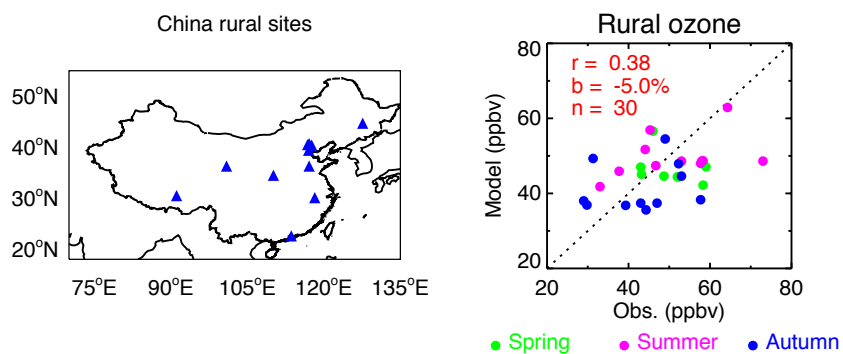 China rural sites
50°N
40°N
30°N
20°N
75°E 90°E 105°E 120°E 135°E
Rural ozone
r = 0.38
b = -5.0%
n = 30
Model (ppbv)
80
60
40
20
20 40 60 80
Obs. (ppbv)
Spring Summer Autumn